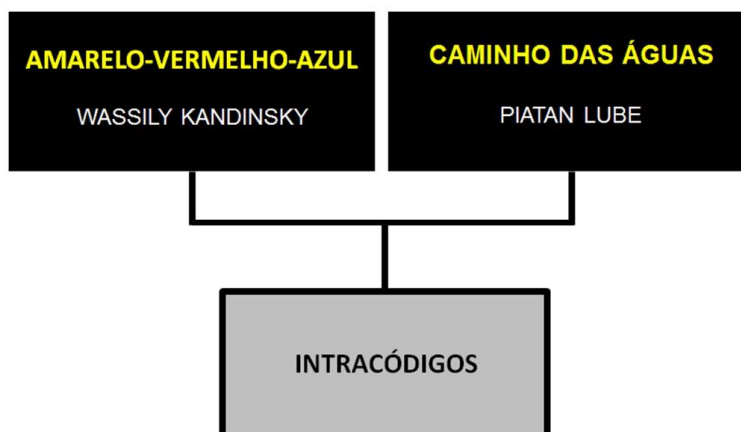 AMARELO-VERMELHO-AZUL
WASSILY KANDINSKY
CAMINHO DAS ÁGUAS
PIATAN LUBE
INTRACÓDIGOS